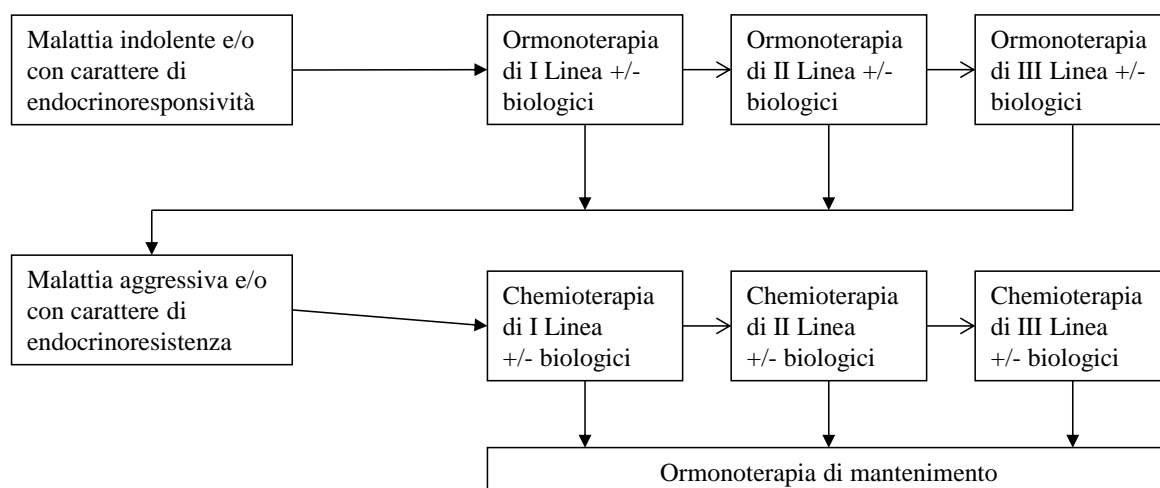 Malattia indolente e/o
con carattere di
endocrinoresponsività
Ormonoterapia
di I Linea +/-
biologici
Ormonoterapia
di II Linea +/-
biologici
Ormonoterapia
di III Linea +/-
biologici
Malattia aggressiva e/o
con carattere di
endocrinoresistenza
Chemioterapia
di I Linea
+/- biologici
Chemioterapia
di II Linea
+/- biologici
Chemioterapia
di III Linea
+/- biologici
Ormonoterapia di mantenimento